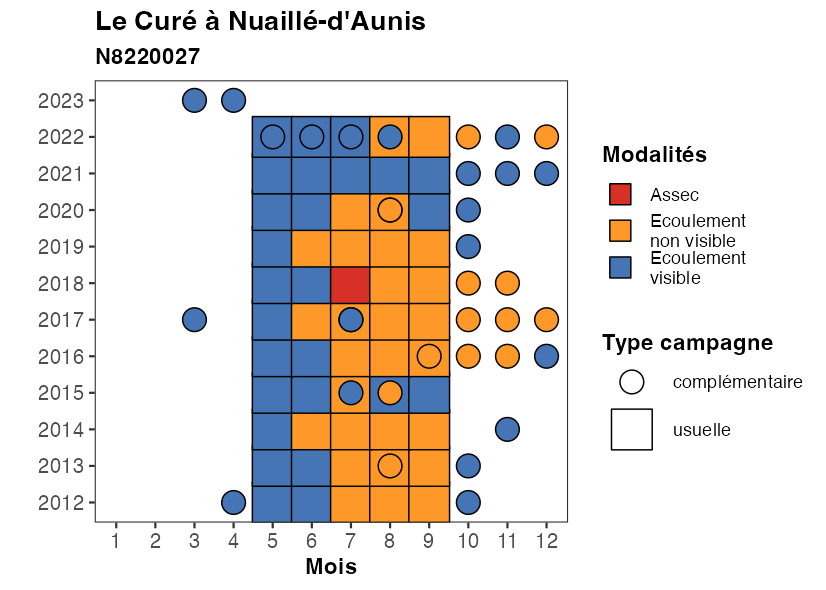 Le Curé à Nuaillé-d'Aunis
N8220027
2023
2022
2021
2020
2019
2018
2017
2016
2015
2014
2013
2012
1 2 3 4 5 6 7 8 9 10 11 12
Mois
Modalités
Assec
Ecoulement
non visible
Ecoulement
visible
Type campagne
complémentaire
usuelle